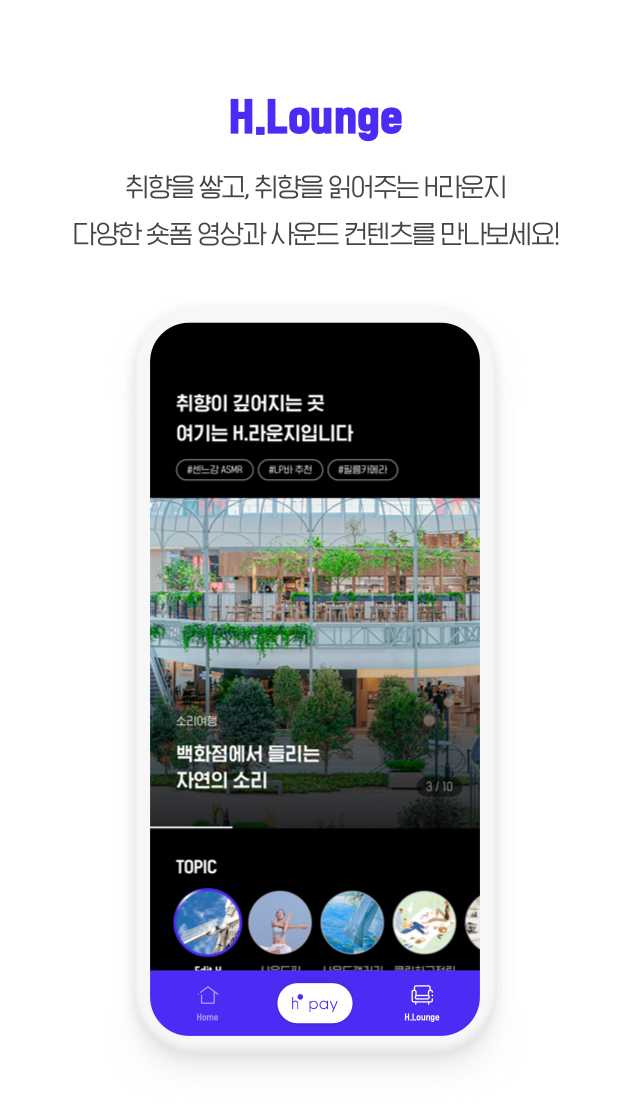 H.Lounge
취향을 쌓고, 취향을 읽어주는 H라운지
다양한 숏폼 영상과 사운드 컨텐츠를 만나보세요!
취향이 깊어지는 곳
여기는 H.라운지입니다
#센느강 ASMR #LP바 추천 #필름카메라
소리여행
백화점에서 들리는
자연의 소리
3 / 10
TOPIC
Edit H
h pay
Home H.Lounge